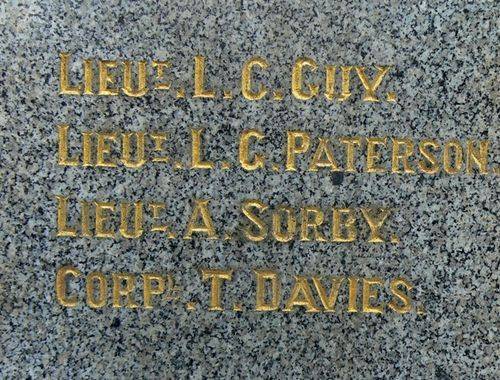 LIEUT. L. C. GUY.
LIEUT. L. G. PATERSON.
LIEUT. A. SORBY.
CORPL. T. DAVIES.